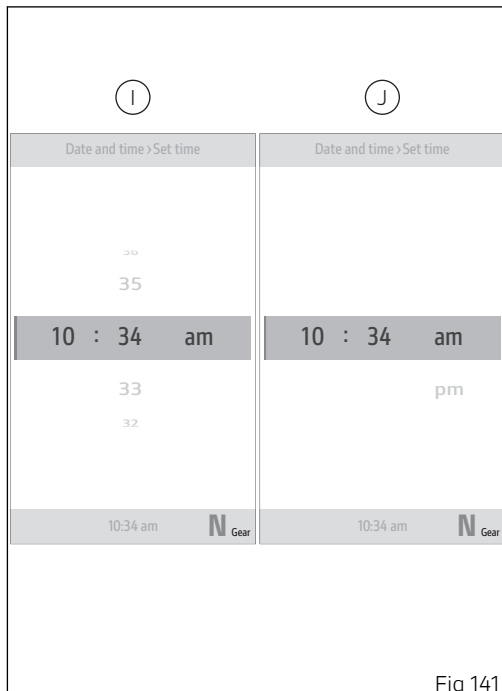 I
J
Date and time>Set time
36
35
10 : 34 am
33
32
10:34 am
N Gear
Date and time>Set time
10 : 34 am
pm
10:34 am
N Gear
Fig 141